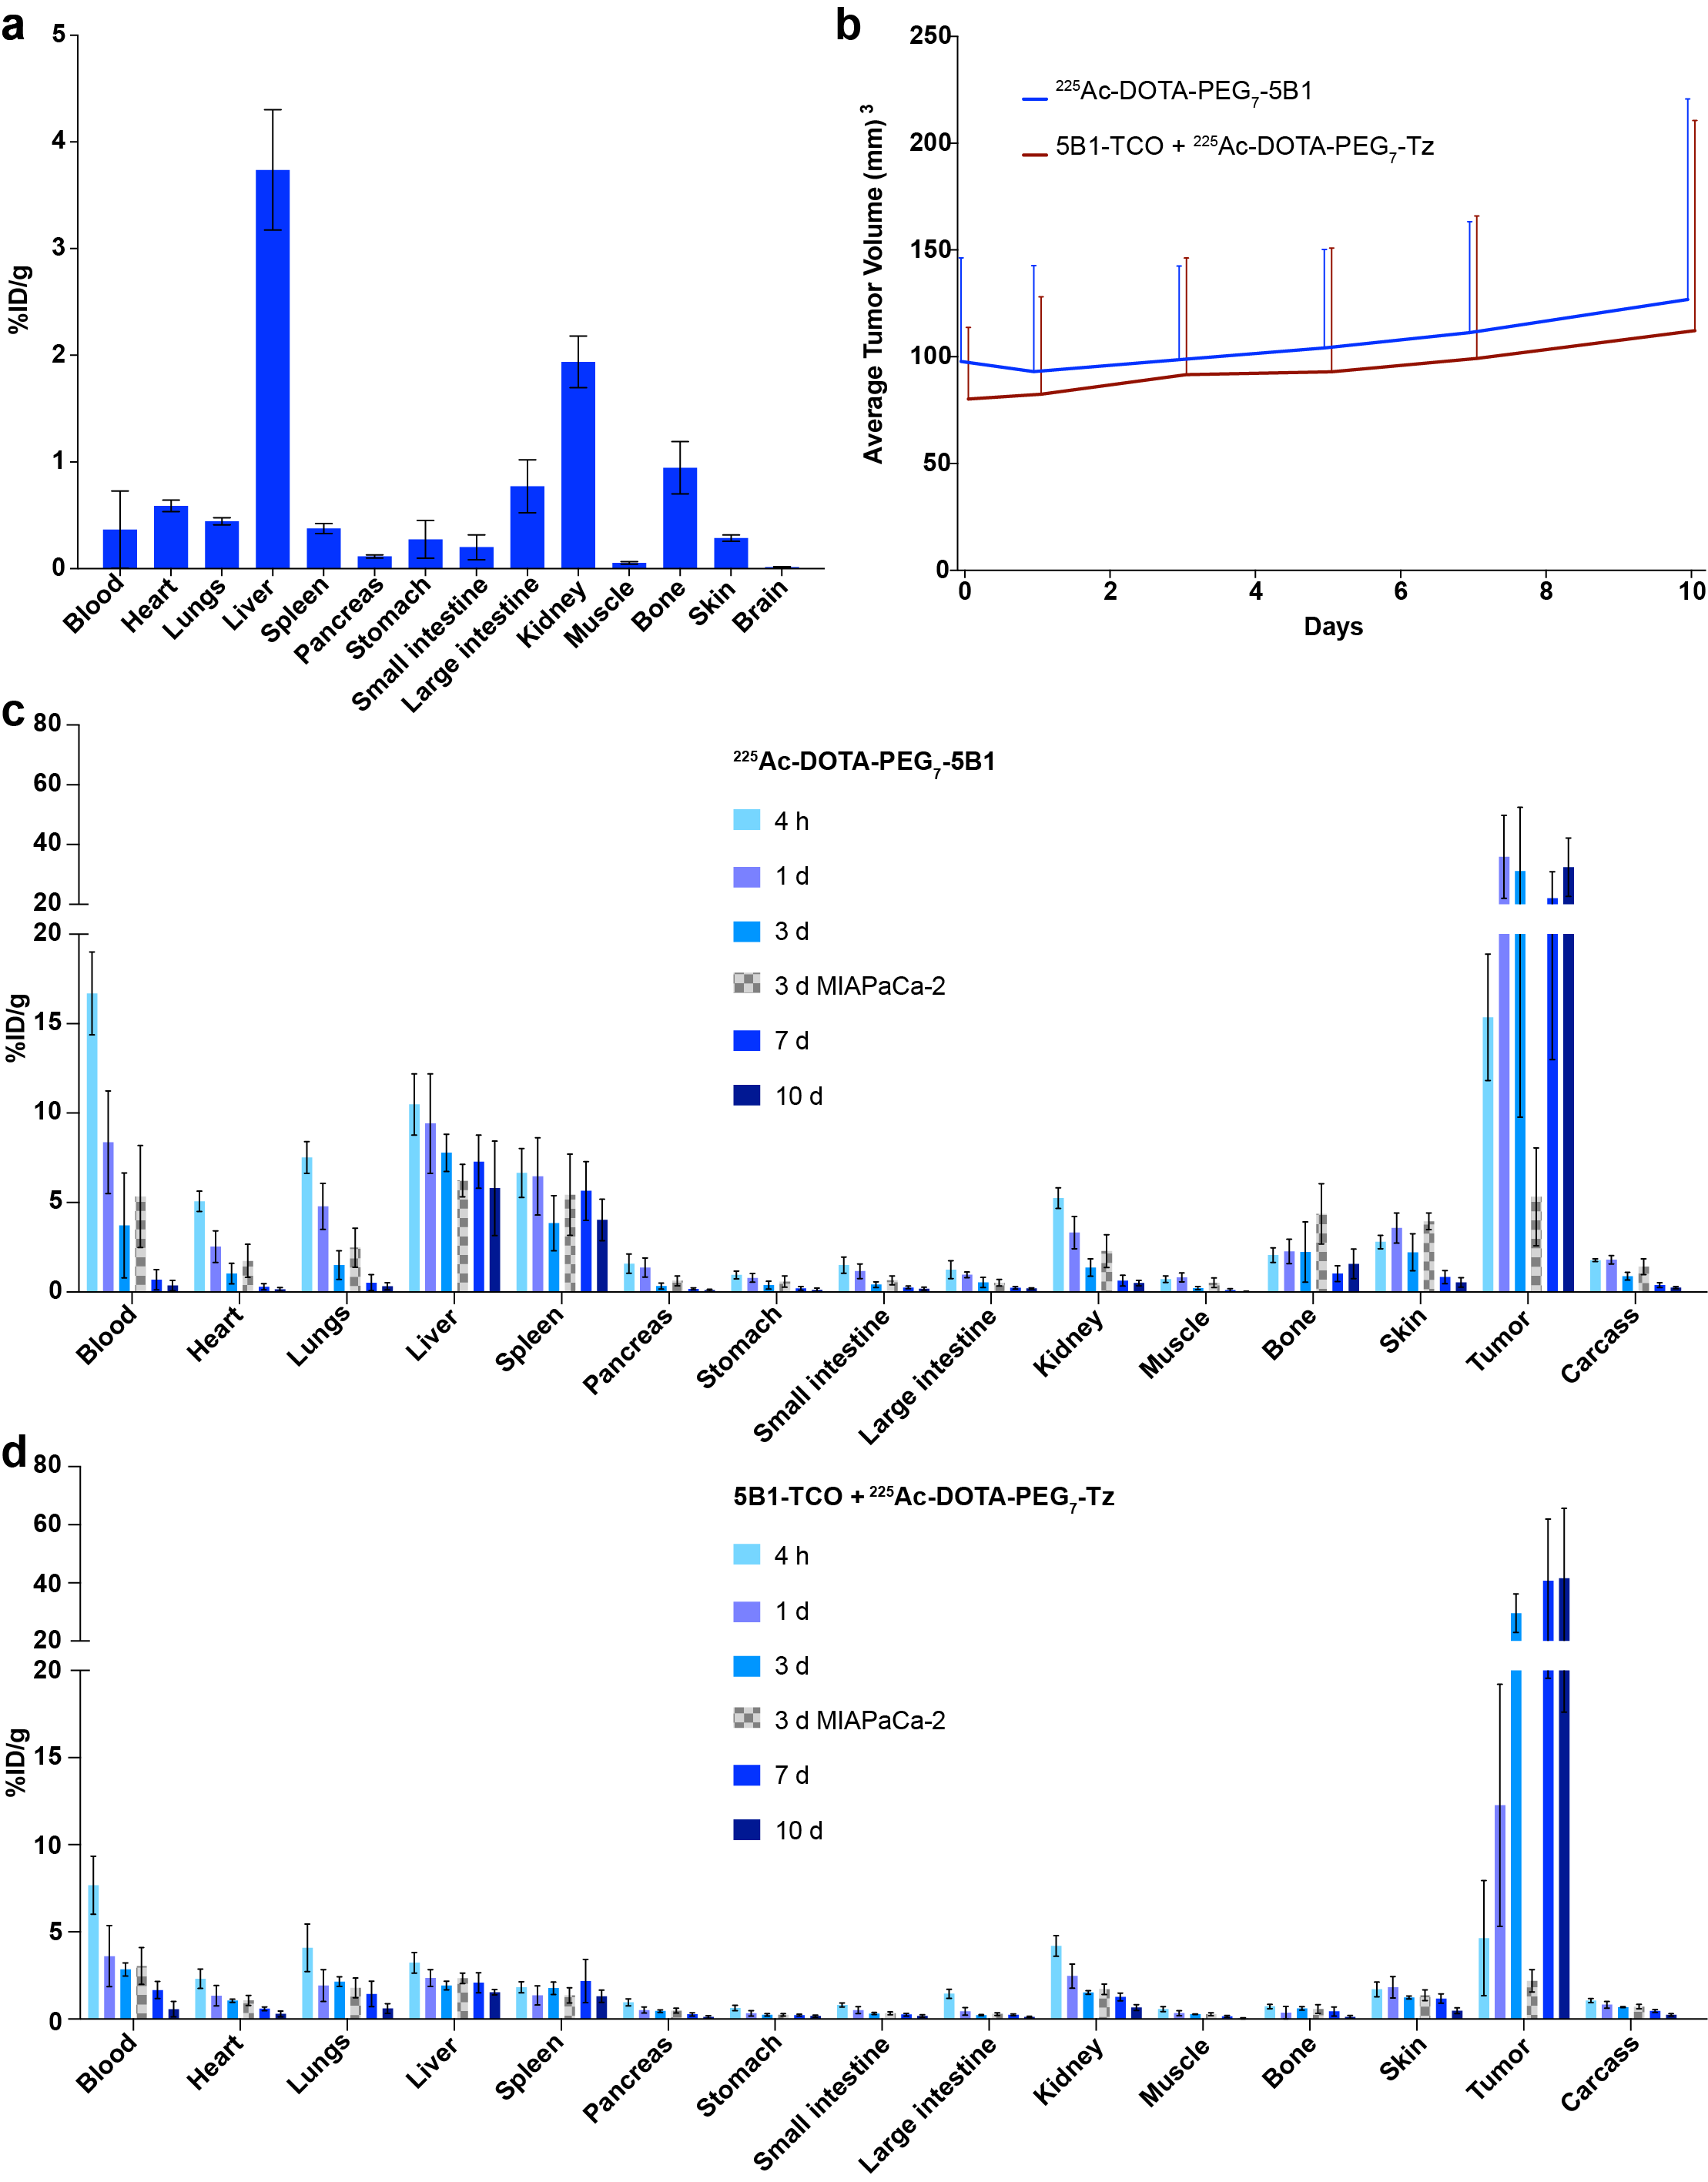 a
5
4
3
2
1
0
%ID/g
Blood
Heart
Lungs
Liver
Spleen
Pancreas
Stomach
Small intestine
Large intestine
Kidney
Muscle
Bone
Skin
Brain
b
250
200
150
100
50
0
Average Tumor Volume (mm) 3
225Ac-DOTA-PEG7-5B1
5B1-TCO + 225Ac-DOTA-PEG7-Tz
0 2 4 6 8 10
Days
c
80
60
40
20
20
15
10
5
0
%ID/g
225Ac-DOTA-PEG7-5B1
4 h
1 d
3 d
3 d MIAPaCa-2
7 d
10 d
Blood
Heart
Lungs
Liver
Spleen
Pancreas
Stomach
Small intestine
Large intestine
Kidney
Muscle
Bone
Skin
Tumor
Carcass
d
80
60
40
20
20
15
10
5
0
%ID/g
5B1-TCO + 225Ac-DOTA-PEG7-Tz
4 h
1 d
3 d
3 d MIAPaCa-2
7 d
10 d
Blood
Heart
Lungs
Liver
Spleen
Pancreas
Stomach
Small intestine
Large intestine
Kidney
Muscle
Bone
Skin
Tumor
Carcass